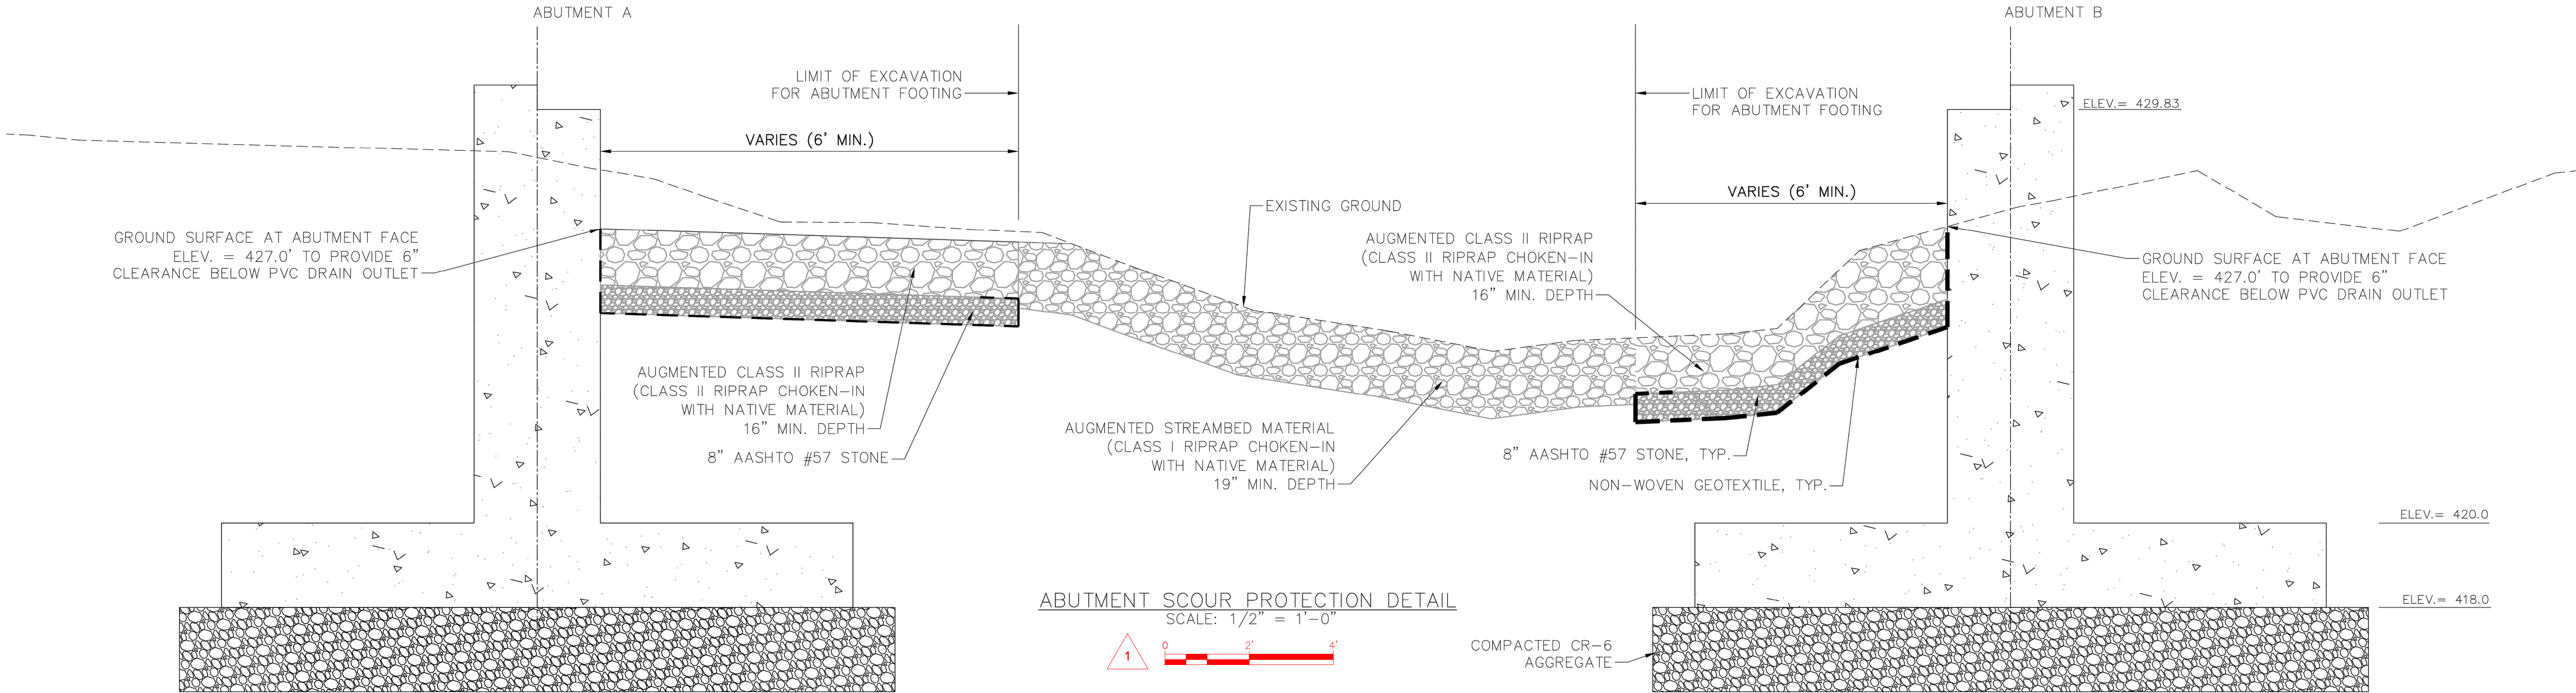 ABUTMENT A
ABUTMENT B
LIMIT OF EXCAVATION
FOR ABUTMENT FOOTING
LIMIT OF EXCAVATION
FOR ABUTMENT FOOTING
ELEV.= 429.83
VARIES (6' MIN.)
VARIES (6' MIN.)
GROUND SURFACE AT ABUTMENT FACE
ELEV. = 427.0' TO PROVIDE 6"
CLEARANCE BELOW PVC DRAIN OUTLET
EXISTING GROUND
AUGMENTED CLASS II RIPRAP
(CLASS II RIPRAP CHOKEN-IN
WITH NATIVE MATERIAL)
16" MIN. DEPTH
GROUND SURFACE AT ABUTMENT FACE
ELEV. = 427.0' TO PROVIDE 6"
CLEARANCE BELOW PVC DRAIN OUTLET
AUGMENTED CLASS II RIPRAP
(CLASS II RIPRAP CHOKEN-IN
WITH NATIVE MATERIAL)
16" MIN. DEPTH
8" AASHTO #57 STONE
AUGMENTED STREAMBED MATERIAL
(CLASS I RIPRAP CHOKEN-IN
WITH NATIVE MATERIAL)
19" MIN. DEPTH
8" AASHTO #57 STONE, TYP.
NON-WOVEN GEOTEXTILE, TYP.
ELEV.= 420.0
ELEV.= 418.0
ABUTMENT SCOUR PROTECTION DETAIL
SCALE: 1/2" = 1'-0"
1
0 2' 4'
COMPACTED CR-6
AGGREGATE